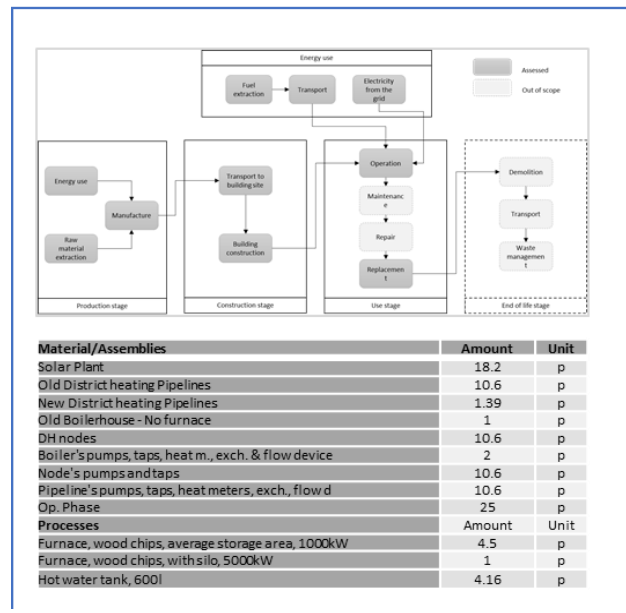 Energy use
Fuel extraction
Transport
Electricity from the grid
Assessed
Out of scope
Energy use
Raw material extraction
Manufacture
Production stage
Transport to building site
Building construction
Construction stage
Operation
Maintenanc
e
Repair
Replacemen
t
Use stage
Demolition
Transport
Waste
managemen
t
End of life stage
Material/Assemblies Amount Unit
Solar Plant 18.2 p
Old District heating Pipelines 10.6 p
New District heating Pipelines 1.39 p
Old Boilerhouse - No furnace 1 p
DH nodes 10.6 p
Boiler's pumps, taps, heat m., exch. & flow device 2 p
Node's pumps and taps 10.6 p
Pipeline's pumps, taps, heat meters, exch., flow d 10.6 p
Op. Phase 25 p
Processes Amount Unit
Furnace, wood chips, average storage area, 1000kW 4.5 p
Furnace, wood chips, with silo, 5000kW 1 p
Hot water tank, 600l 4.16 p